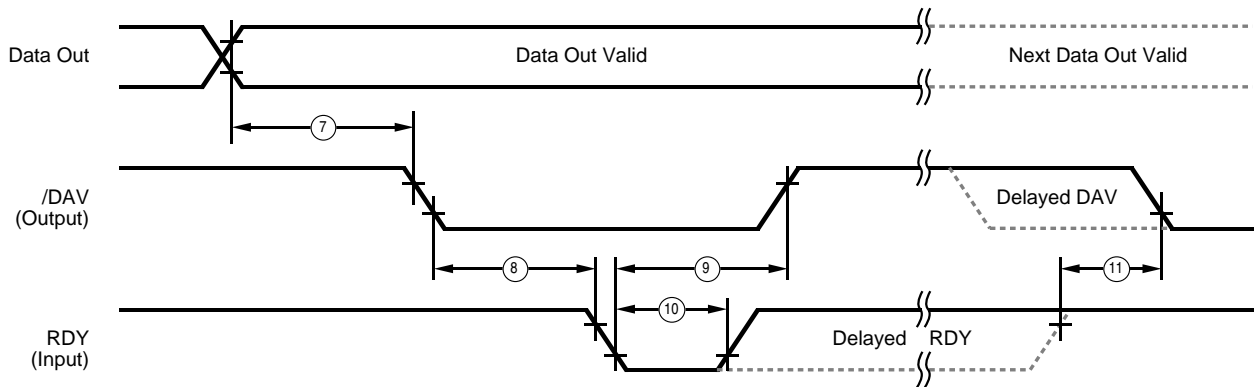 Data Out
Data Out Valid
Next Data Out Valid
7
/DAV
(Output)
Delayed DAV
8
9
11
10
RDY
(Input)
Delayed RDY